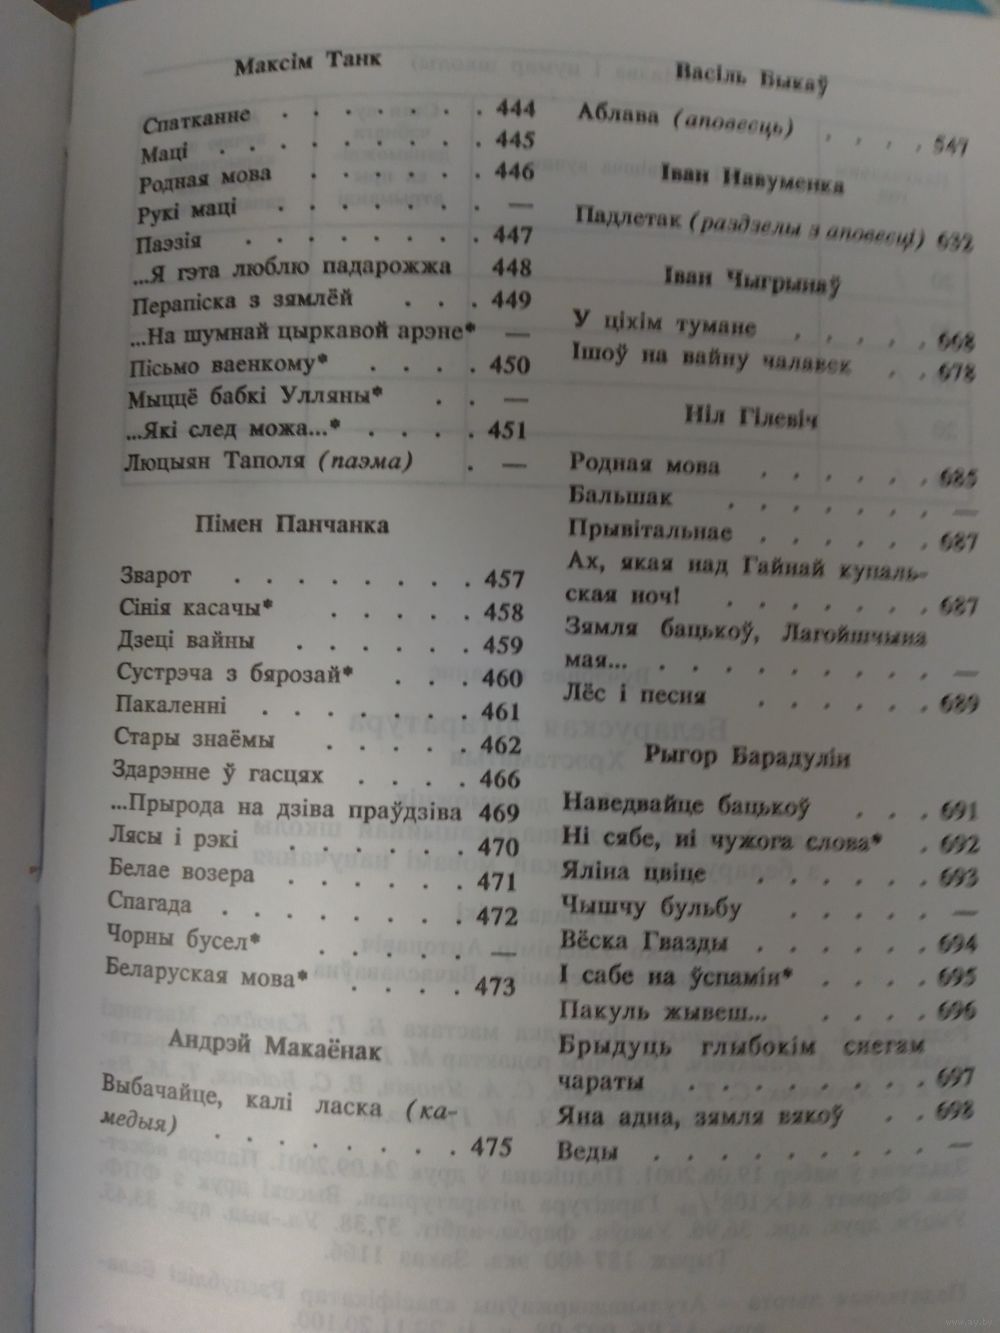 Максім Танк
Спатканне . . . . . . . 444
Маці . . . . . . . . . 445
Родная мова . . . . . . 446
Рукі маці . . . . . . . —
Паэзія . . . . . . . . 447
...Я гэта люблю падарожжа 448
Перапіска з зямлёй . . . 449
...На шумнай цыркавой арэне* —
Пісьмо ваенкому* . . . . 450
Мыццё бабкі Улляны* . . . —
...Які след можа...* . . . . 451
Люцыян Таполя (паэма) . —
Пімен Панчанка
Зварот . . . . . . . . 457
Сінія касачы* . . . . . 458
Дзеці вайны . . . . . . 459
Сустрэча з бярозай* . . . 460
Пакаленні . . . . . . . 461
Стары знаёмы . . . . . 462
Здарэнне ў гасцях . . . . 466
...Прырода на дзіва праўдзіва 469
Лясы і рэкі . . . . . . 470
Белае возера . . . . . . 471
Спагада . . . . . . . . 472
Чорны бусел* . . . . . —
Беларуская мова* . . . . 473
Андрэй Макаёнак
Выбачайце, калі ласка (ка-
медыя) . . . . . . . . 475
Васіль Быкаў
Аблава (аповесць) . . . . 547
Іван Навуменка
Падлетак (раздзелы з аповесці) 632
Іван Чыгрынаў
У ціхім тумане . . . . . 668
Ішоў на вайну чалавек . . 678
Ніл Гілевіч
Родная мова . . . . . . 685
Бальшак . . . . . . . —
Прывітальнае . . . . . . 687
Ах, якая над Гайнай купаль-
ская ноч! . . . . . . . 687
Зямля бацькоў, Лагойшчына
мая... . . . . . . . . . —
Лёс і песня . . . . . . 689
Рыгор Барадулін
Наведвайце бацькоў . . . 691
Ні сябе, ні чужога слова* . 692
Яліна цвіце . . . . . . 693
Чышчу бульбу . . . . . —
Вёска Гвазды . . . . . . 694
І сабе на ўспамін* . . . . 695
Пакуль жывеш... . . . . 696
Брыдуць глыбокім снегам
чараты . . . . . . . . 697
Яна адна, зямля вякоў . . 698
Веды . . . . . . . . . —
www.ay.by